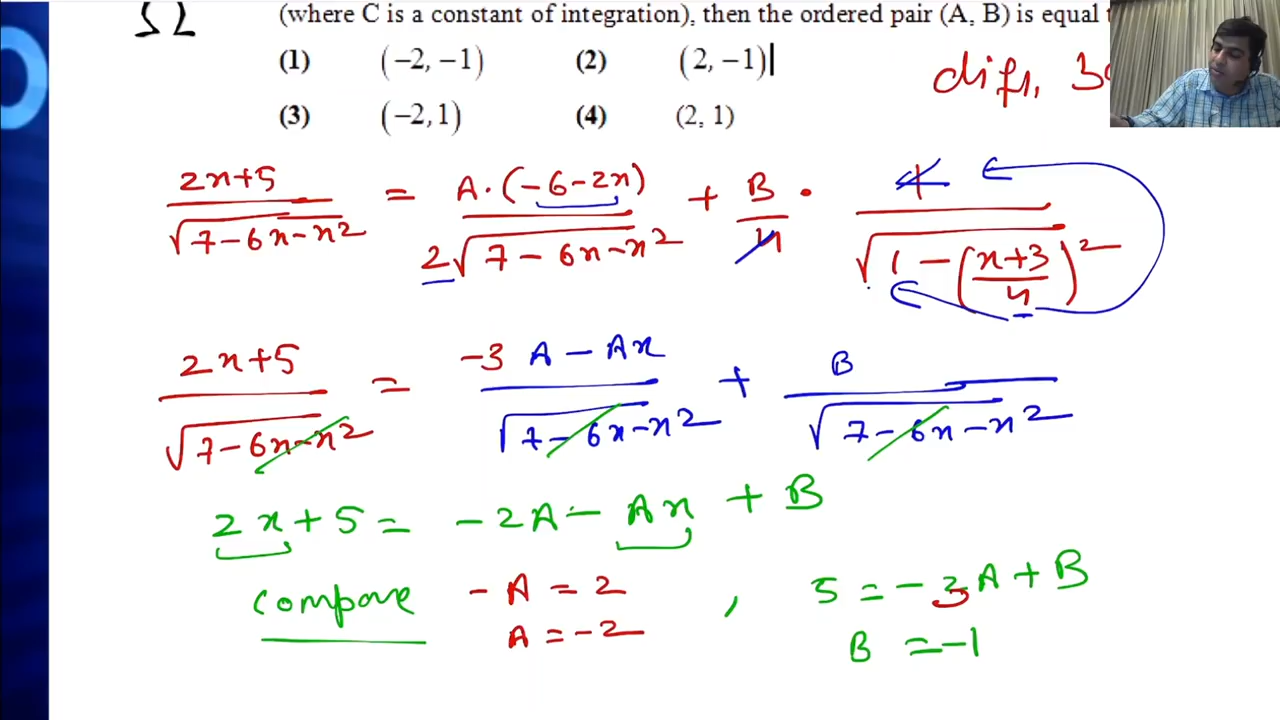 Ω (where C is a constant of integration), then the ordered pair (A, B) is equal
(1) (−2, −1) (2) (2, −1)
(3) (−2, 1) (4) (2, 1)
diff.
2x+5 / √(7−6x−x²) = A·(−6−2x) / 2√(7−6x−x²) + B/4 · 4 / √(1−((x+3)/4)²)
2x+5 / √(7−6x−x²) = −3A − Ax / √(7−6x−x²) + B / √(7−6x−x²)
2x+5 = −2A − Ax + B
compare −A = 2 , 5 = −3A + B
A = −2 B = −1